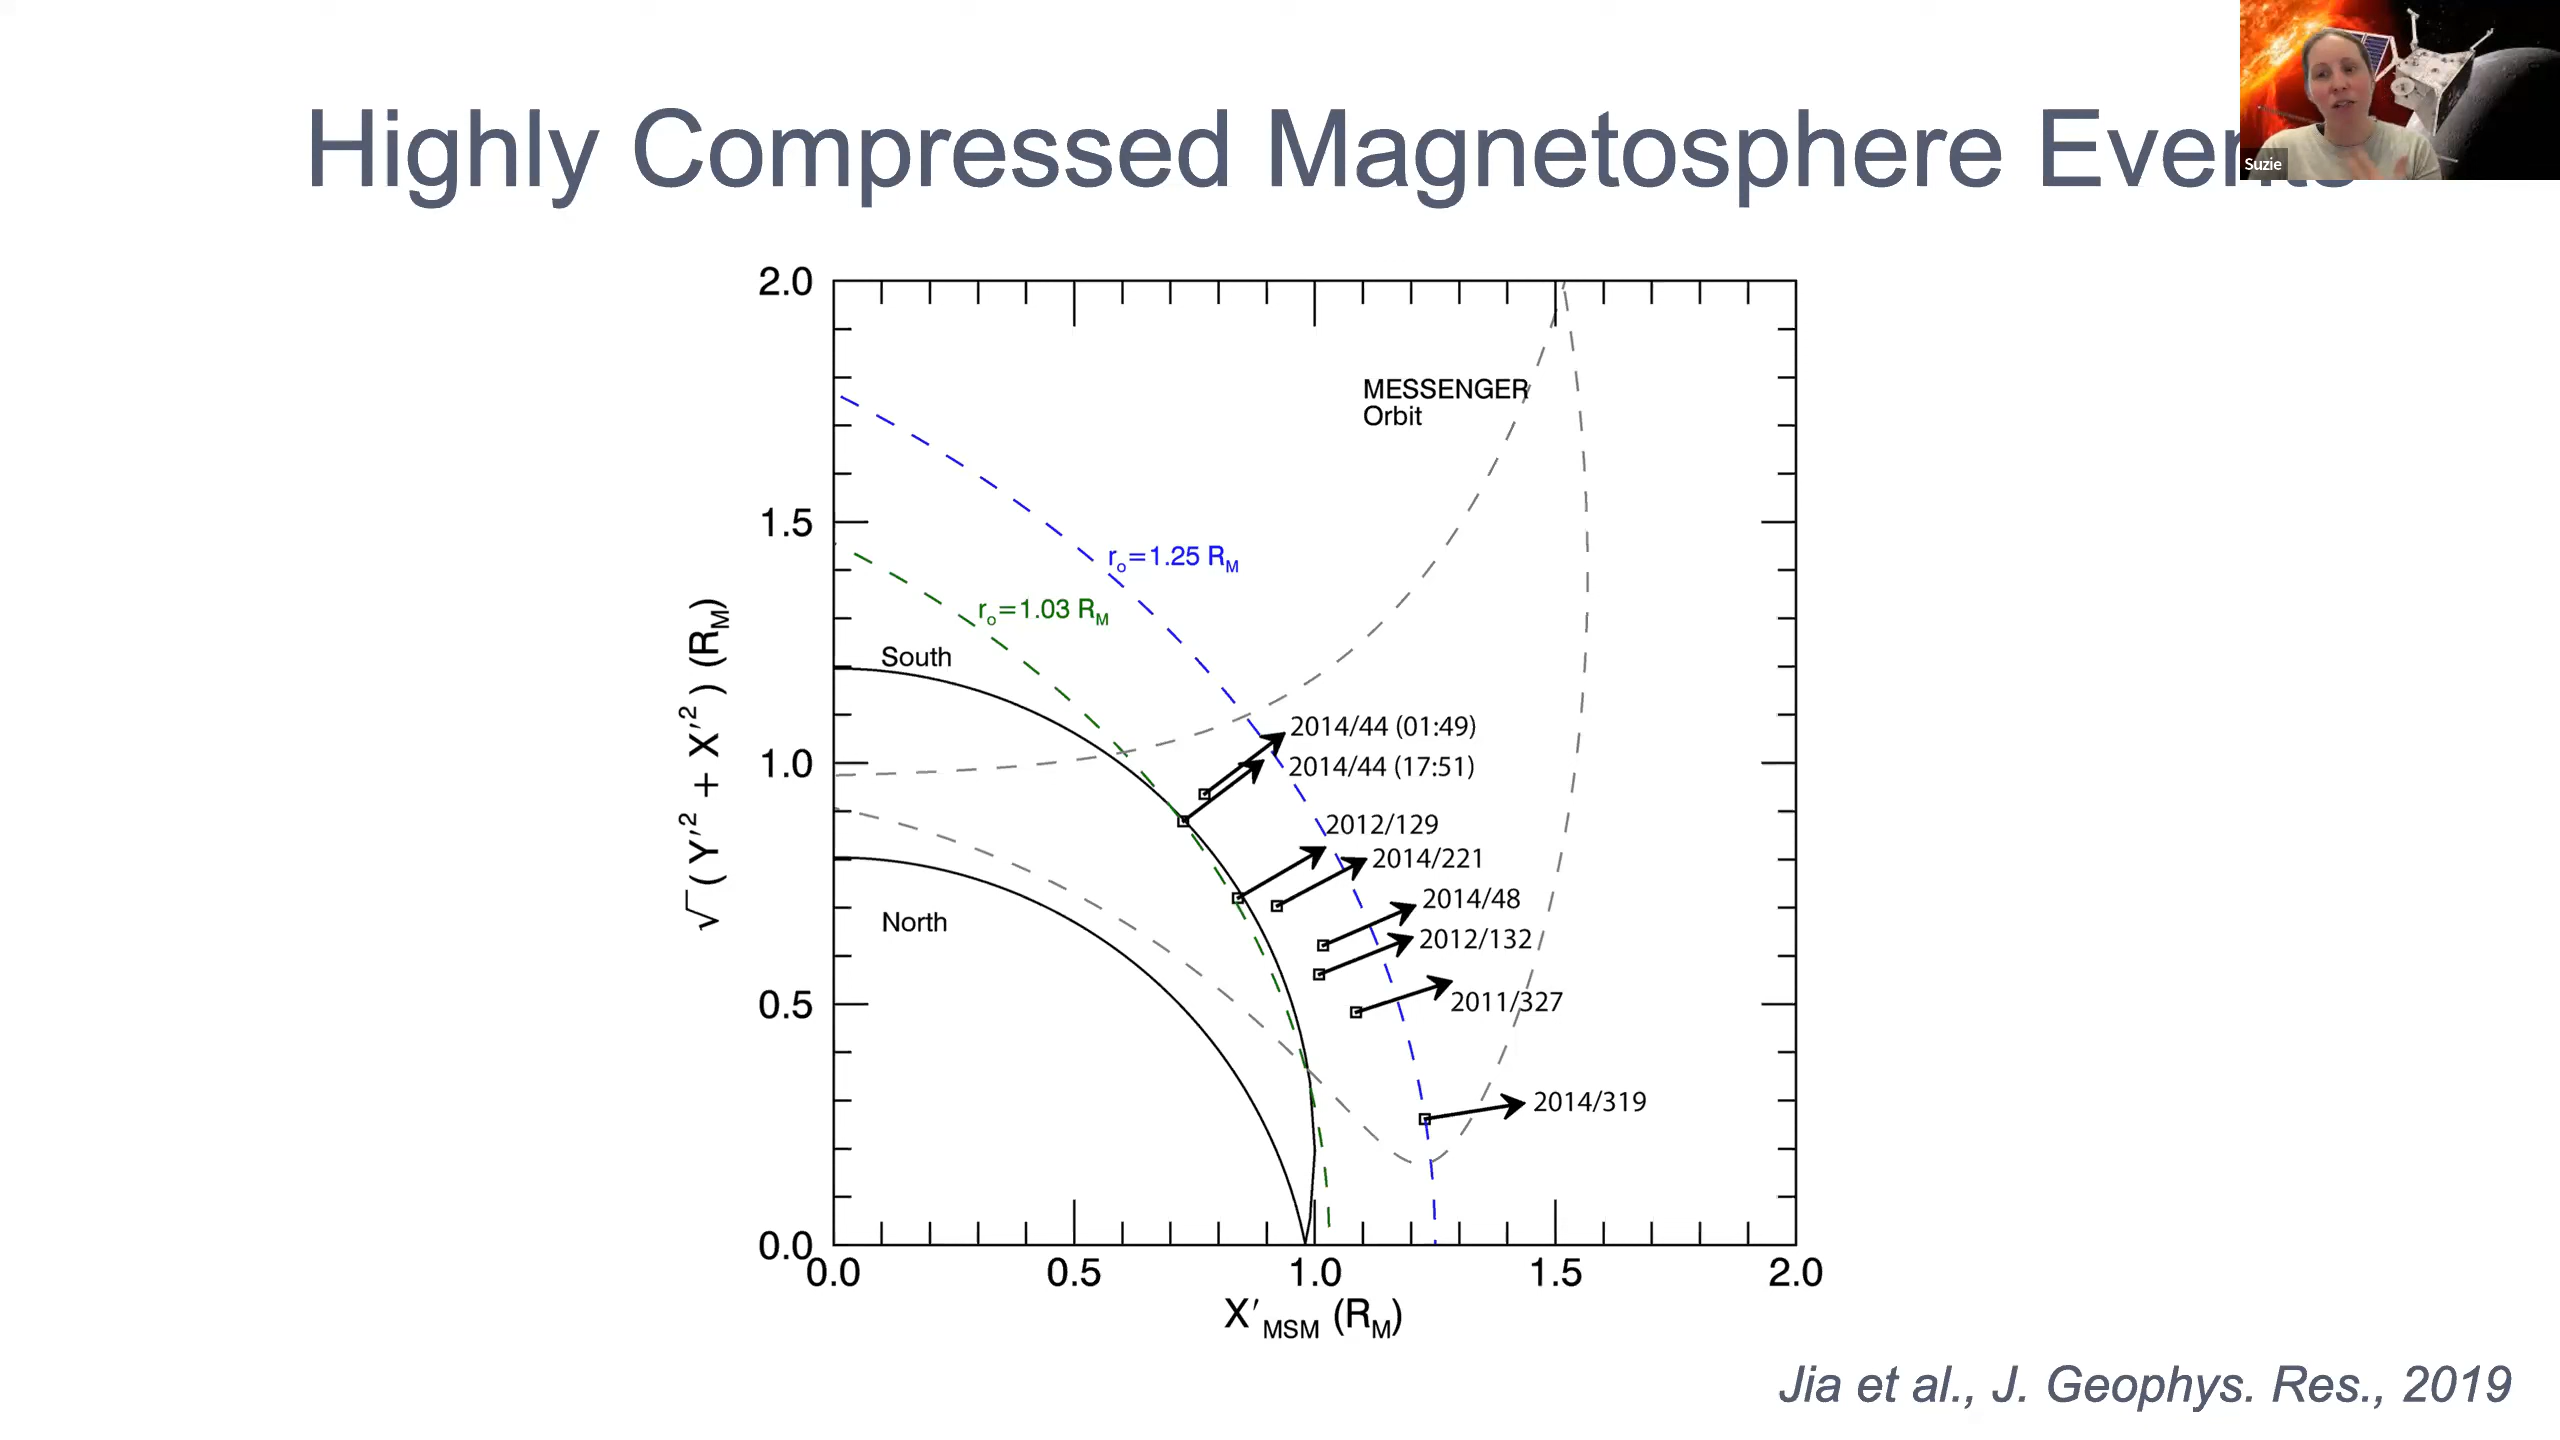 Highly Compressed Magnetosphere Events
Suzie
2.0
1.5
1.0
0.5
0.0
√(Y′² + X′²) (R_M)
MESSENGER
Orbit
r_o=1.25 R_M
r_o=1.03 R_M
South
North
2014/44 (01:49)
2014/44 (17:51)
2012/129
2014/221
2014/48
2012/132
2011/327
2014/319
0.0 0.5 1.0 1.5 2.0
X′_MSM (R_M)
Jia et al., J. Geophys. Res., 2019